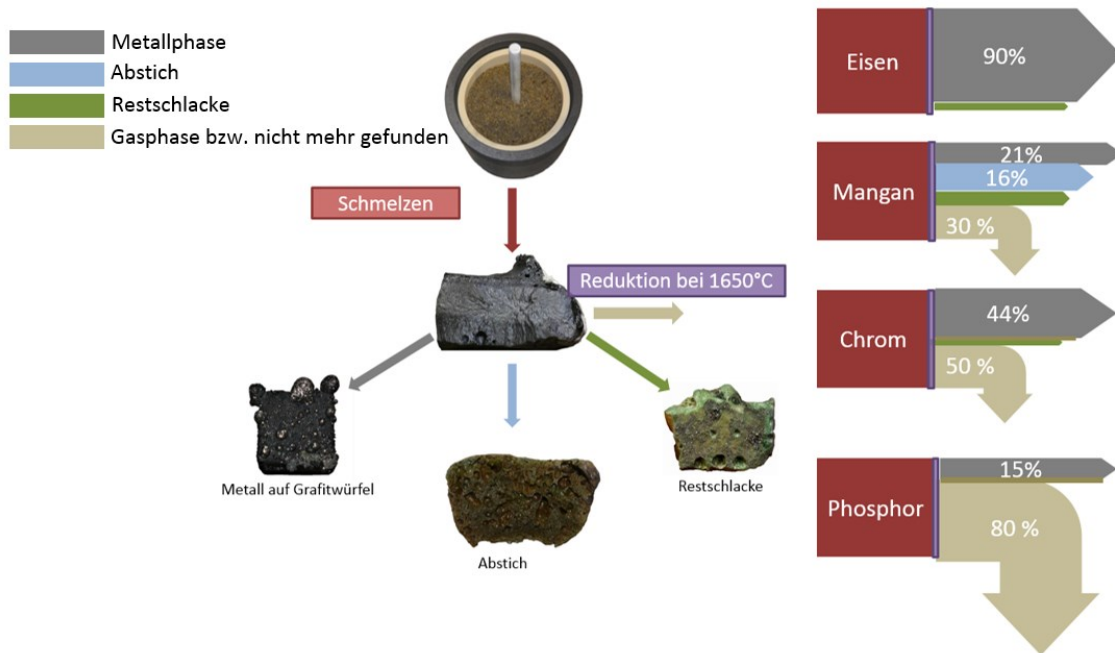 Metallphase
Abstich
Restschlacke
Gasphase bzw. nicht mehr gefunden
Schmelzen
Reduktion bei 1650°C
Metall auf Grafitwürfel
Abstich
Restschlacke
Eisen
90%
Mangan
21%
16%
30 %
Chrom
44%
50 %
Phosphor
15%
80 %